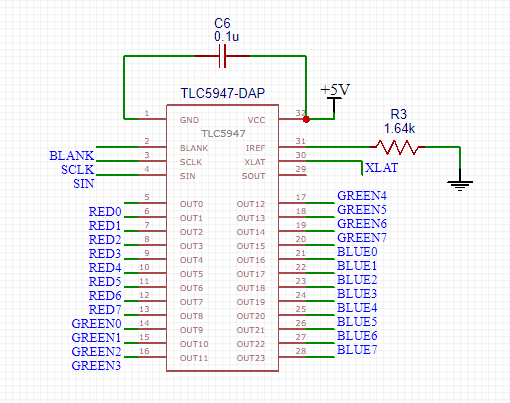 C6
0.1u
TLC5947-DAP
+5V
R3
1.64k
TLC5947
1 GND VCC 32
2 BLANK IREF 31
3 SCLK XLAT 30
4 SIN SOUT 29
BLANK
SCLK
SIN
XLAT
5 OUT0 OUT12 17 GREEN4
RED0 6 OUT1 OUT13 18 GREEN5
RED1 7 OUT2 OUT14 19 GREEN6
RED2 8 OUT3 OUT15 20 GREEN7
RED3 9 OUT4 OUT16 21 BLUE0
RED4 10 OUT5 OUT17 22 BLUE1
RED5 11 OUT6 OUT18 23 BLUE2
RED6 12 OUT7 OUT19 24 BLUE3
RED7 13 OUT8 OUT20 25 BLUE4
GREEN0 14 OUT9 OUT21 26 BLUE5
GREEN1 15 OUT10 OUT22 27 BLUE6
GREEN2 16 OUT11 OUT23 28 BLUE7
GREEN3